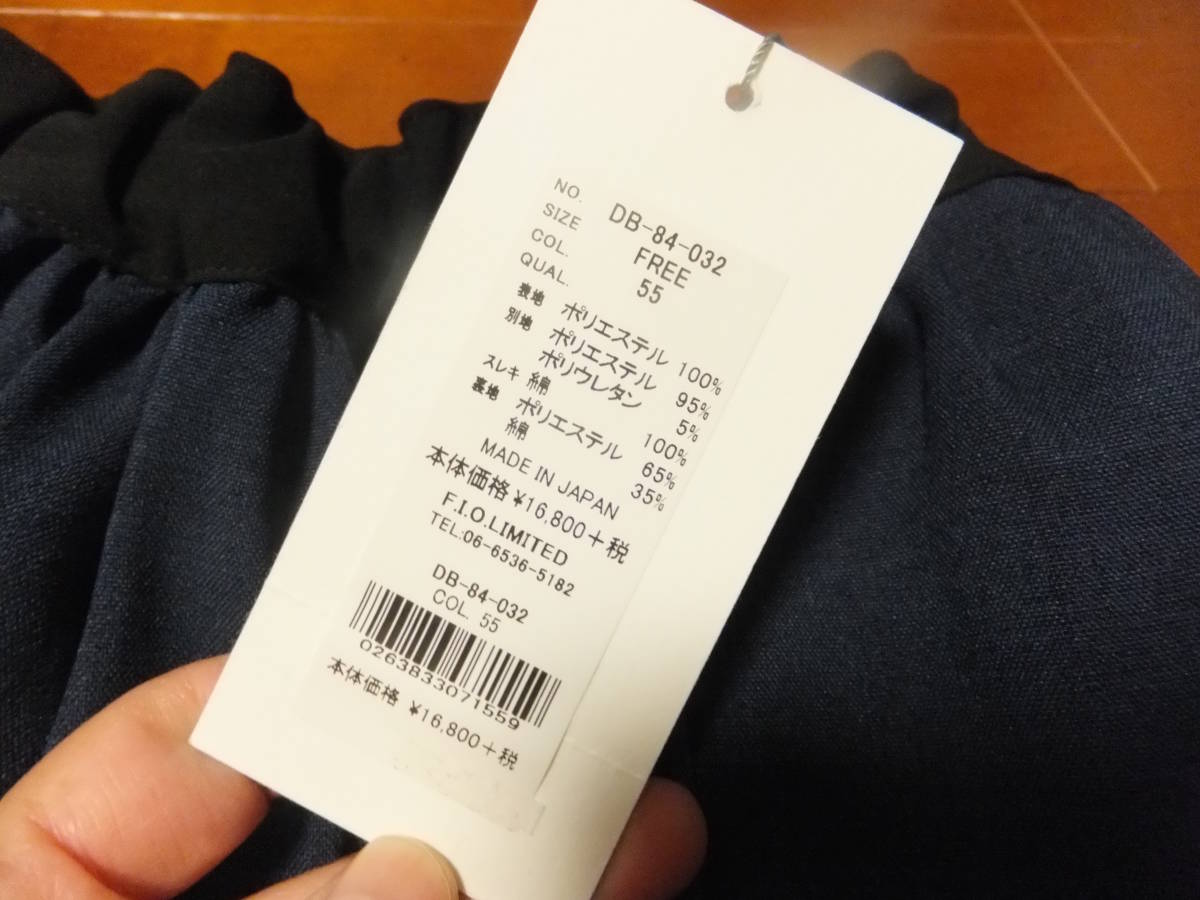 NO. DB-84-032
SIZE FREE
COL. 55
QUAL.
表地 ポリエステル 100%
別地 ポリエステル 95%
ポリウレタン 5%
スレキ 綿 100%
裏地 ポリエステル 65%
綿 35%
MADE IN JAPAN
本体価格 ¥16,800+税
F.I.O.LIMITED
TEL:06-6536-5182
DB-84-032
COL. 55
0263833071559
本体価格 ¥16,800+税